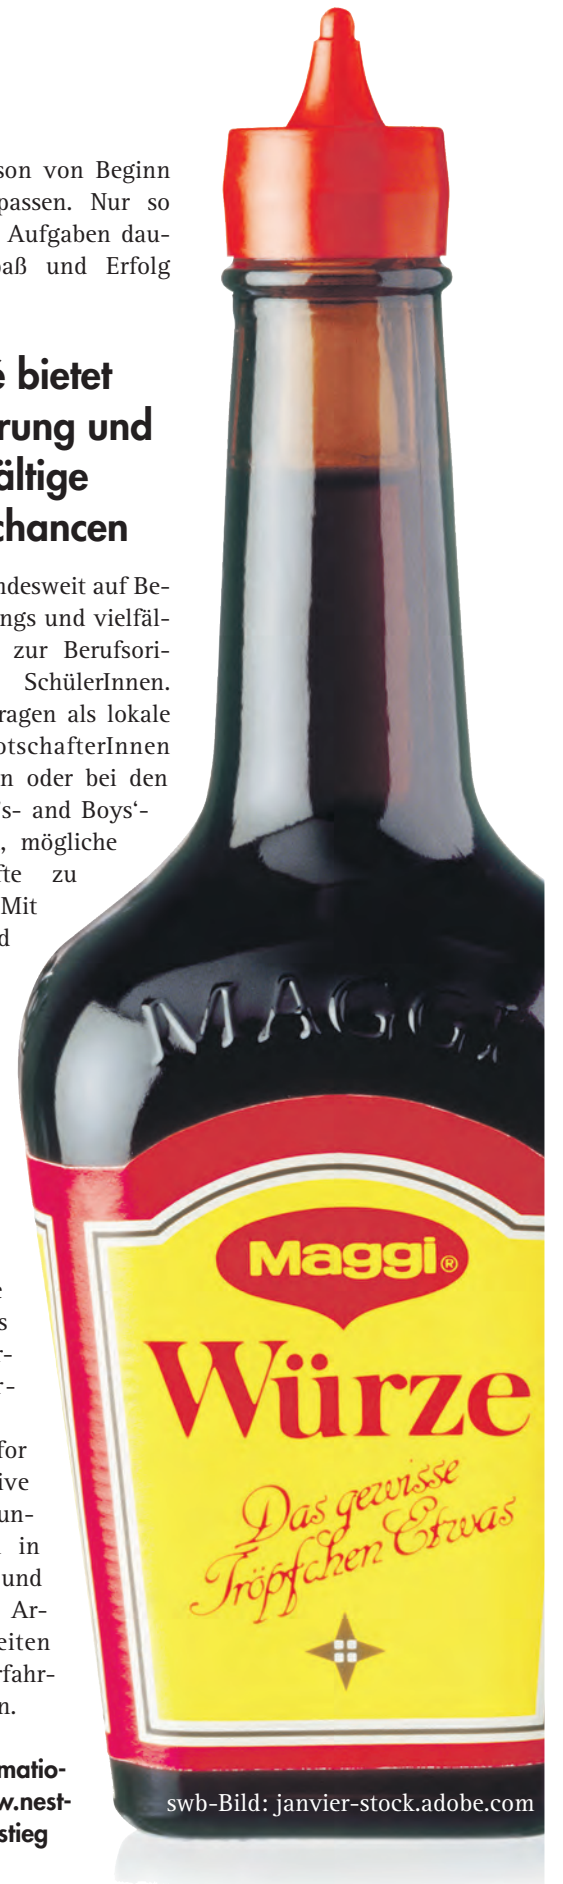 son von Beginn
passen. Nur so
Aufgaben dau-
paß und Erfolg
é bietet
rung und
ältige
chancen
ndesweit auf Be-
ngs und vielfäl-
zur Berufsori-
SchülerInnen.
ragen als lokale
otschafterInnen
n oder bei den
's- and Boys'-
, mögliche
fte zu
Mit
d
MAGGI
e
s
r-
r-
for
ive
un-
in
und
Ar-
eiten
rfahr-
n.
matio-
w.nest-
stieg
Maggi®
Würze
Das gewisse
Tröpfchen Etwas
swb-Bild: janvier-stock.adobe.com